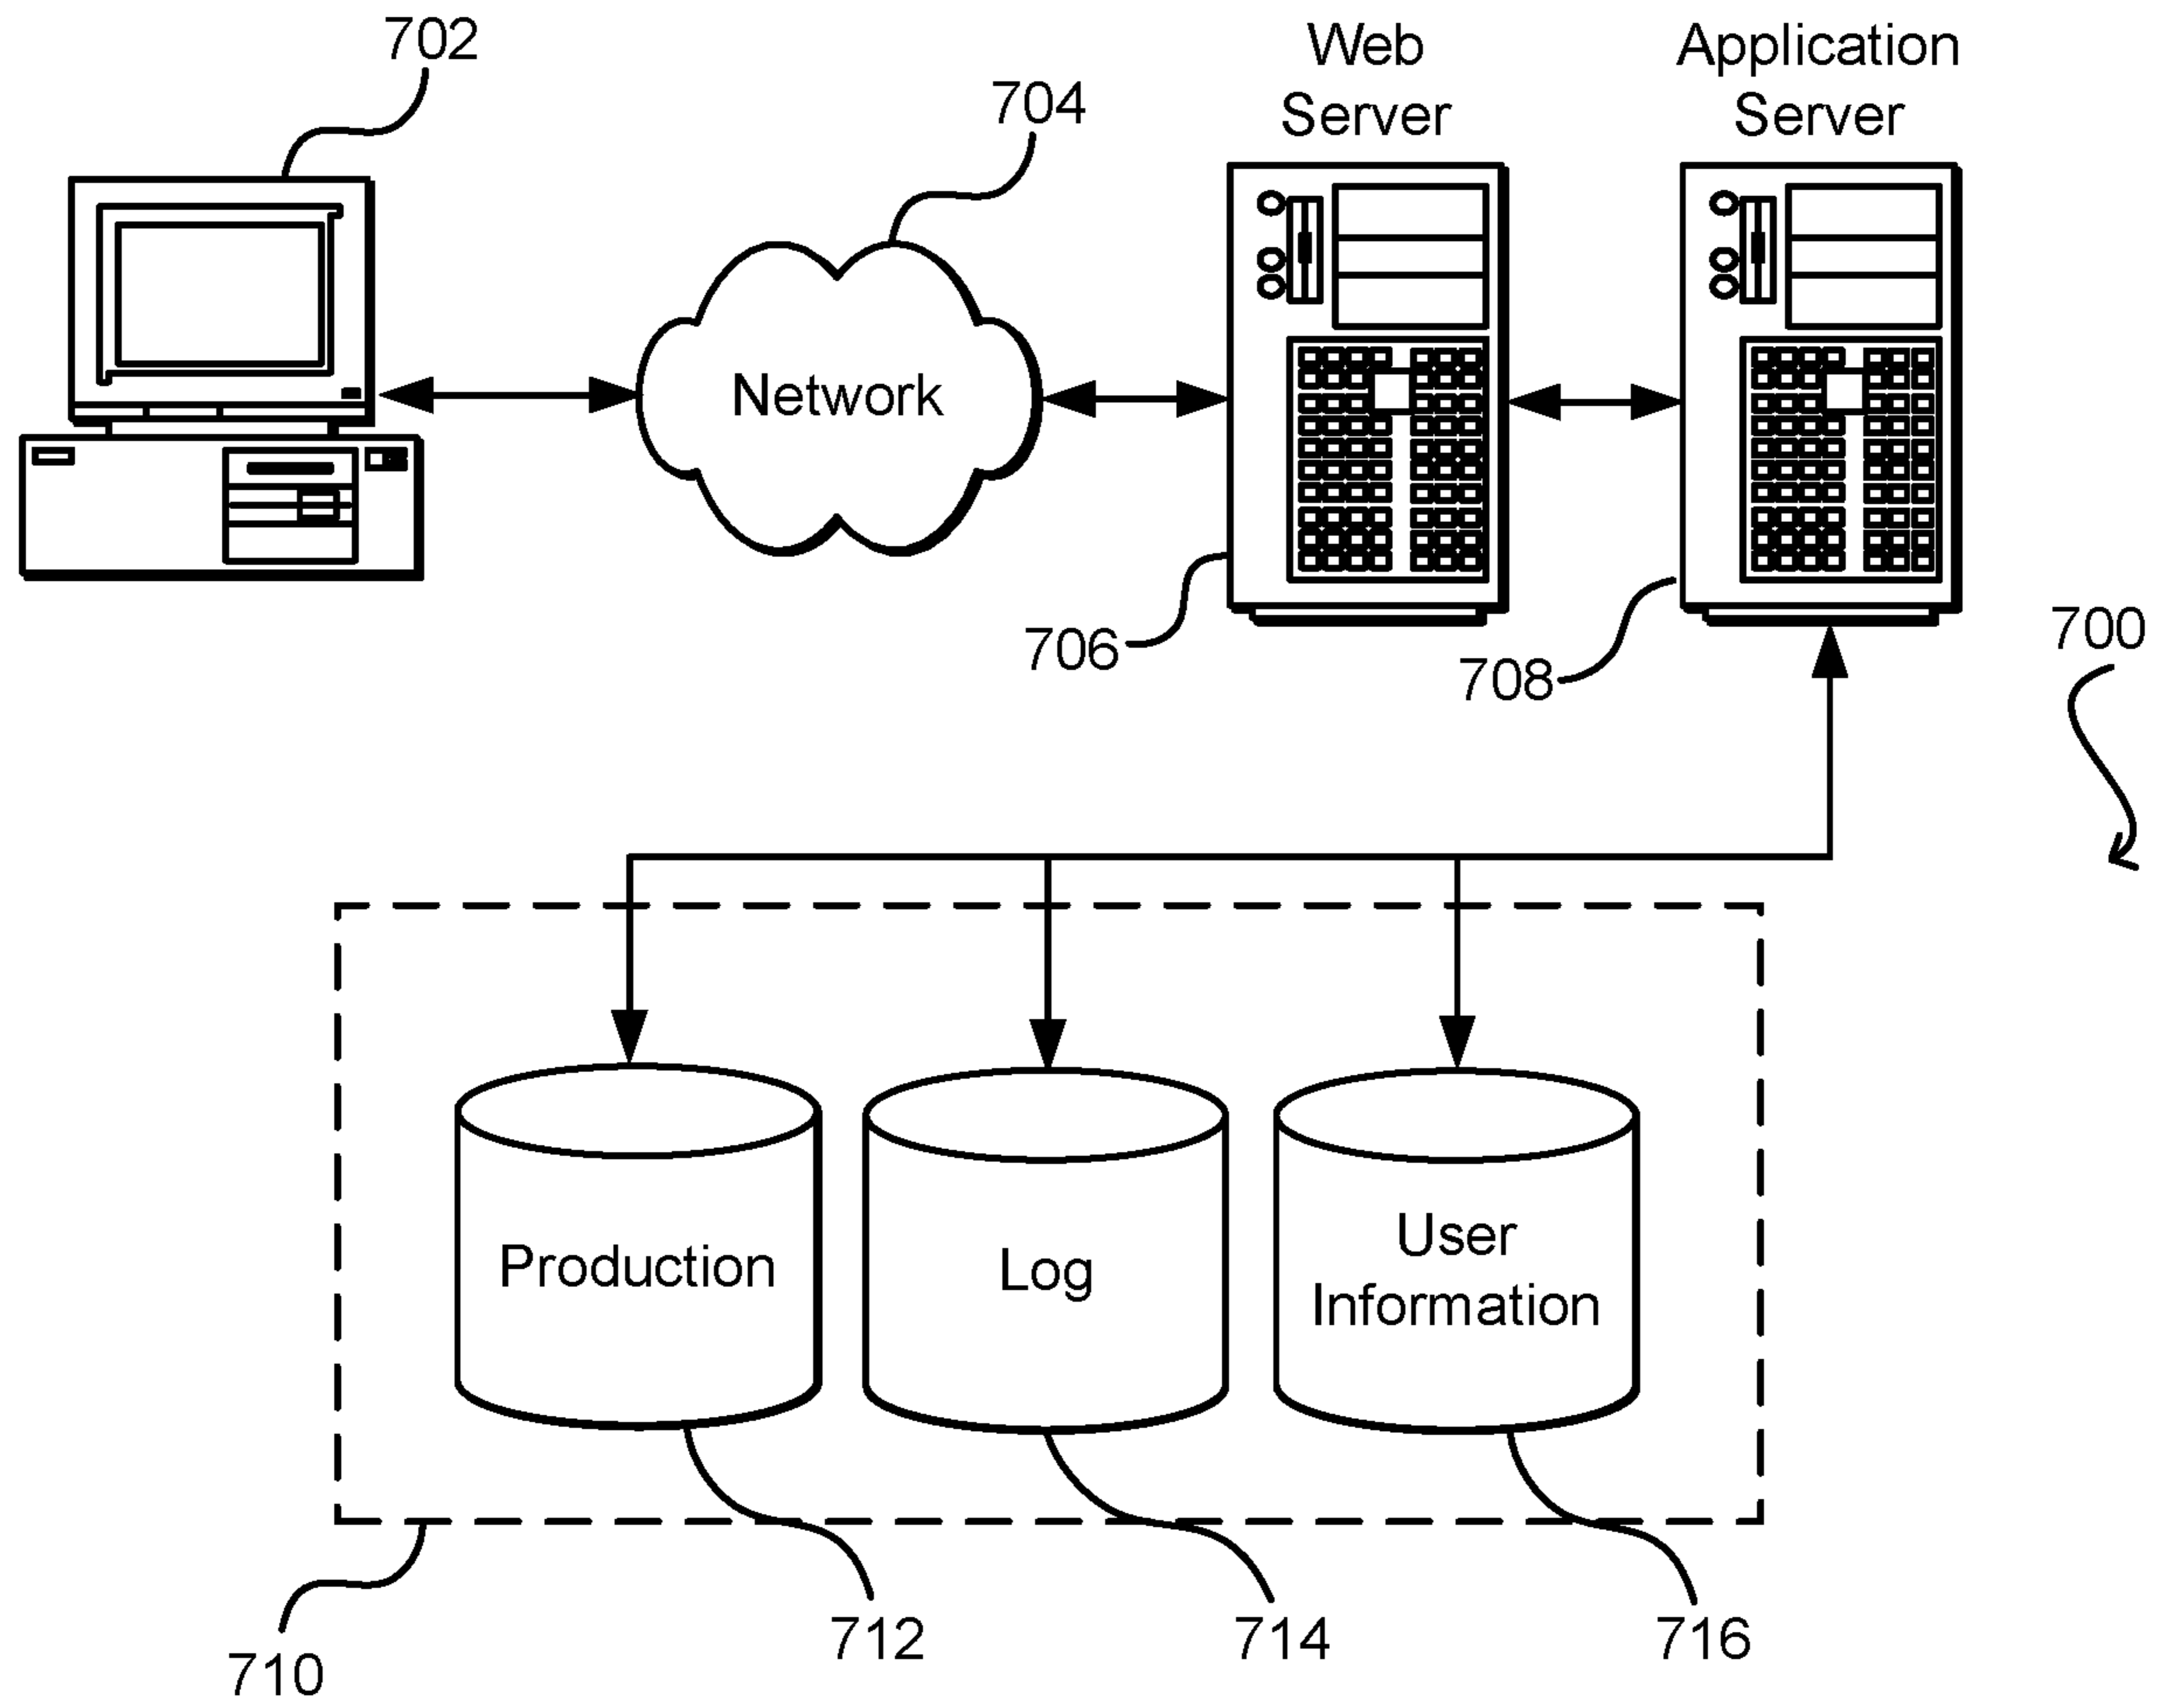 702
704
Web
Server
Application
Server
Network
706
708
700
Production
Log
User
Information
710
712
714
716